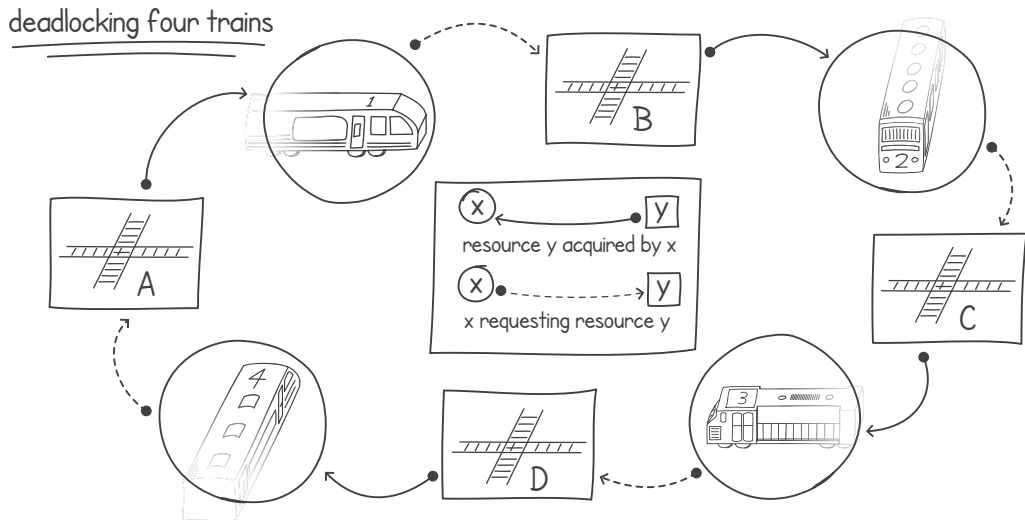 deadlocking four trains
1
B
2
A
x
y
resource y acquired by x
x
y
x requesting resource y
C
4
3
D